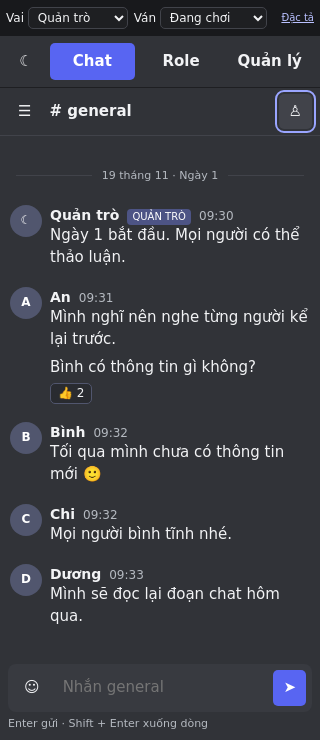 Vai Quản trò Ván Đang chơi Đặc tả
Chat Role Quản lý
# general
19 tháng 11 · Ngày 1
Quản trò QUẢN TRÒ 09:30
Ngày 1 bắt đầu. Mọi người có thể
thảo luận.
A An 09:31
Mình nghĩ nên nghe từng người kể
lại trước.
Bình có thông tin gì không?
👍 2
B Bình 09:32
Tối qua mình chưa có thông tin
mới 🙂
C Chi 09:32
Mọi người bình tĩnh nhé.
D Dương 09:33
Mình sẽ đọc lại đoạn chat hôm
qua.
Nhắn general
Enter gửi · Shift + Enter xuống dòng